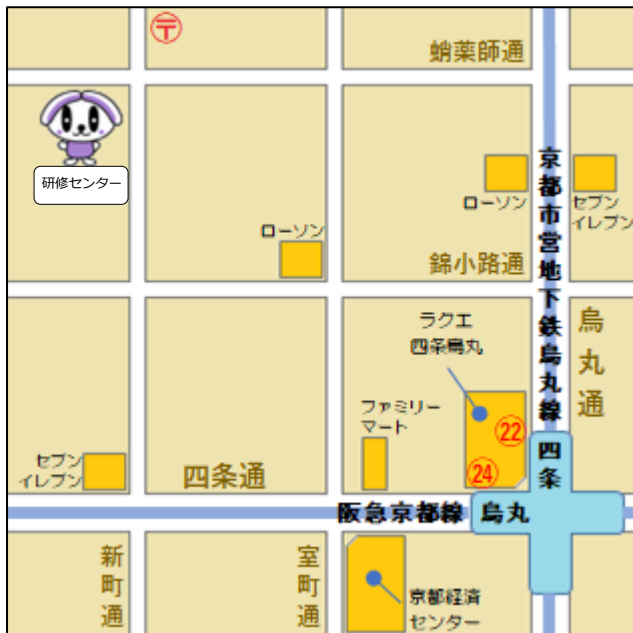 〒
蛸薬師通
研修センター
ローソン
セブン
イレブン
ローソン
錦小路通
京都市営地下鉄烏丸線
烏丸通
ラクエ
四条烏丸
ファミリー
マート
22
24
四条
セブン
イレブン
四条通
阪急京都線
烏丸
新町通
室町通
京都経済
センター